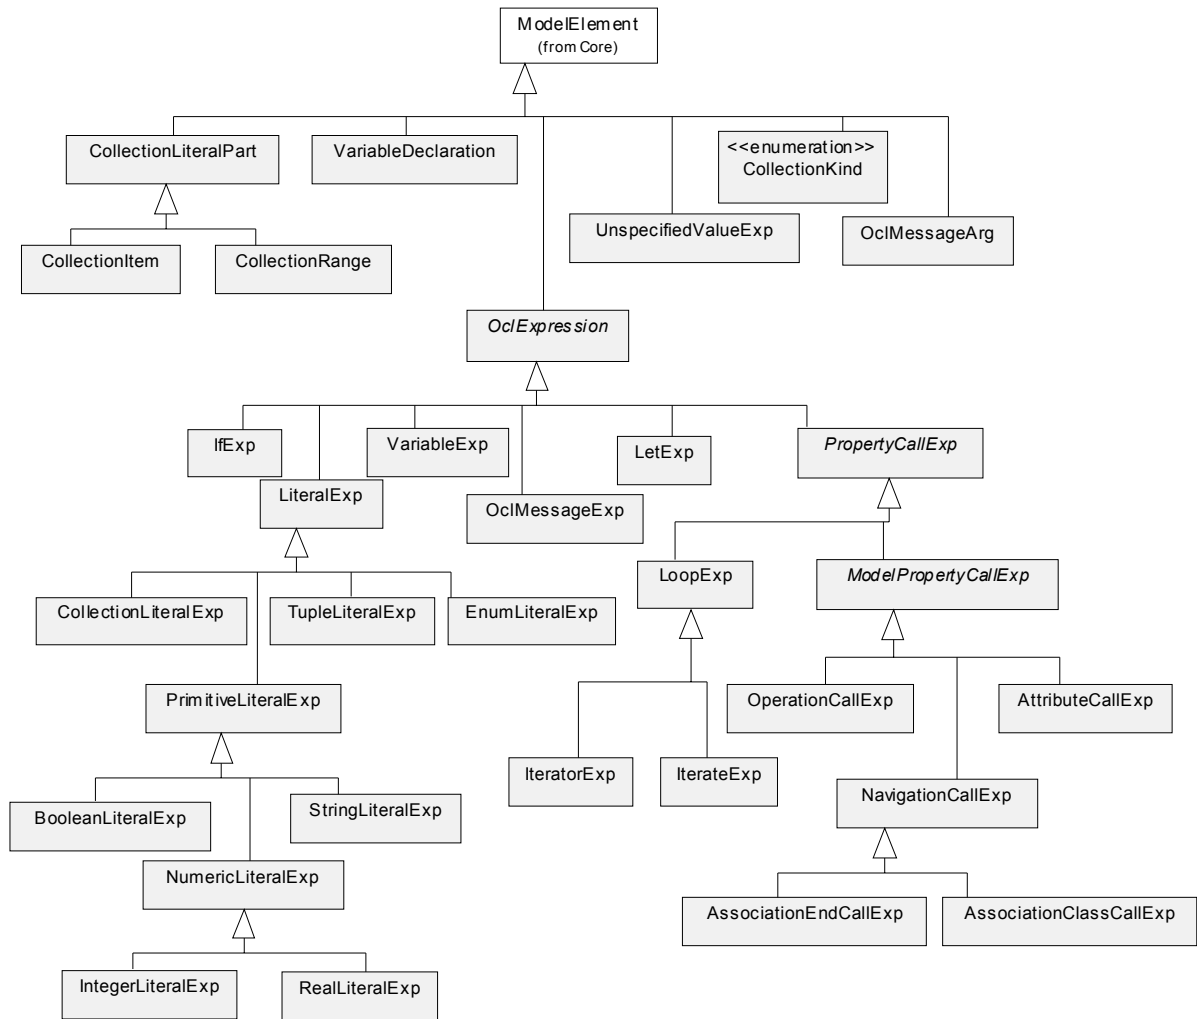 ModelElement
(from Core)
CollectionLiteralPart
VariableDeclaration
<<enumeration>>
CollectionKind
UnspecifiedValueExp
OclMessageArg
CollectionItem
CollectionRange
OclExpression
IfExp
VariableExp
LetExp
PropertyCallExp
LiteralExp
OclMessageExp
LoopExp
ModelPropertyCallExp
CollectionLiteralExp
TupleLiteralExp
EnumLiteralExp
PrimitiveLiteralExp
OperationCallExp
AttributeCallExp
IteratorExp
IterateExp
NavigationCallExp
BooleanLiteralExp
StringLiteralExp
NumericLiteralExp
AssociationEndCallExp
AssociationClassCallExp
IntegerLiteralExp
RealLiteralExp